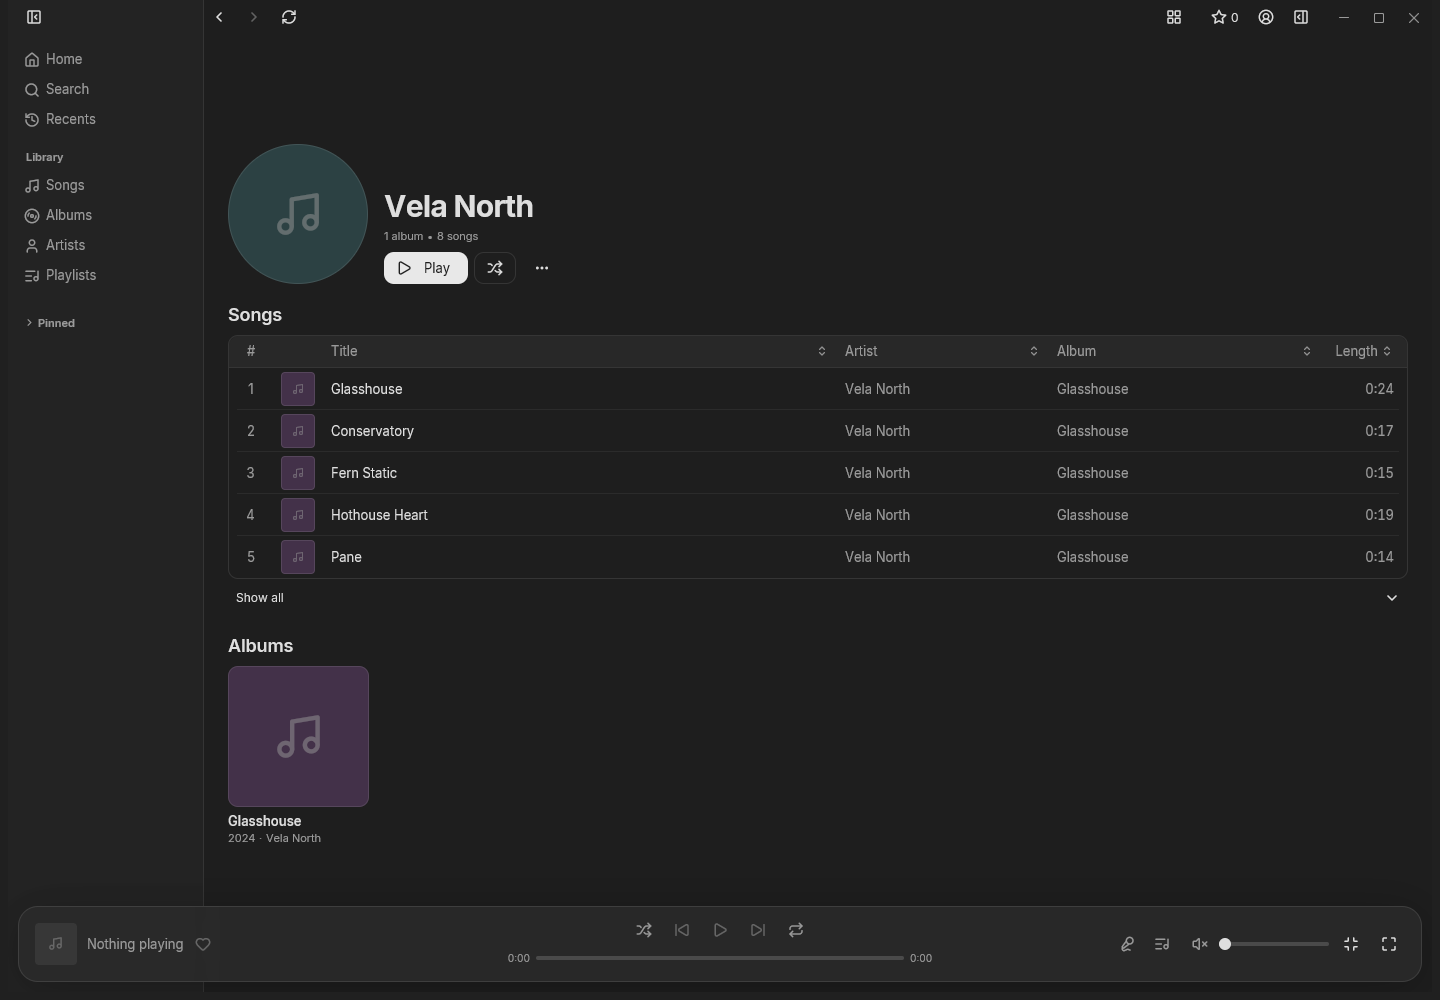 0
Home
Search
Recents
Library
Songs
Albums
Artists
Playlists
Pinned
Vela North
1 album • 8 songs
Play
Songs
# Title Artist Album Length
1 Glasshouse Vela North Glasshouse 0:24
2 Conservatory Vela North Glasshouse 0:17
3 Fern Static Vela North Glasshouse 0:15
4 Hothouse Heart Vela North Glasshouse 0:19
5 Pane Vela North Glasshouse 0:14
Show all
Albums
Glasshouse
2024 · Vela North
Nothing playing
0:00 0:00